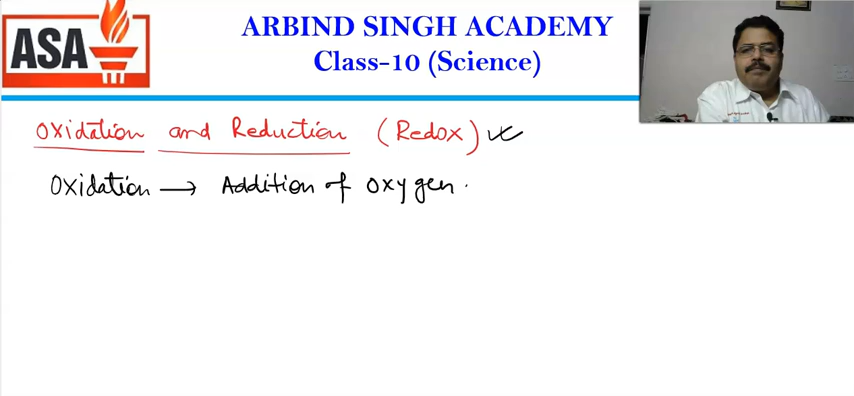 ASA
ARBIND SINGH ACADEMY
Class-10 (Science)
Oxidation and Reduction (Redox)
Oxidation → Addition of oxygen.